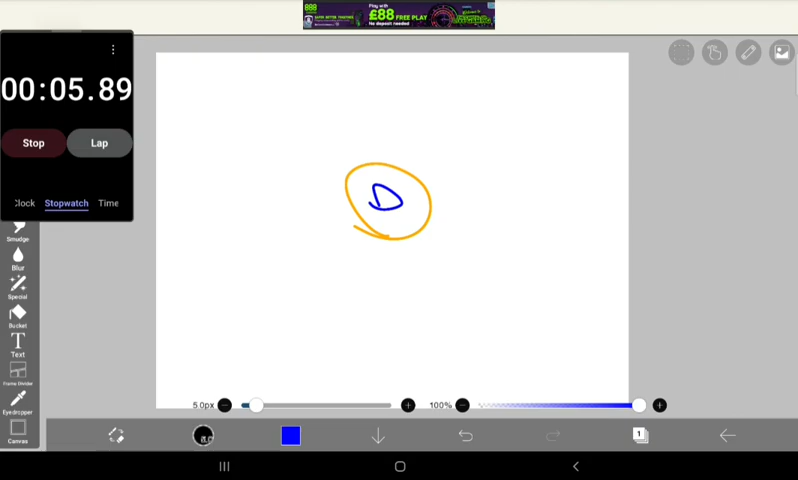 888
Play with
£88 FREE PLAY
No deposit needed
00:05.89
Stop
Lap
Clock
Stopwatch
Time
D
Smudge
Blur
Special
Bucket
T
Text
Frame Divider
Eyedropper
Canvas
5.0px
100%
1